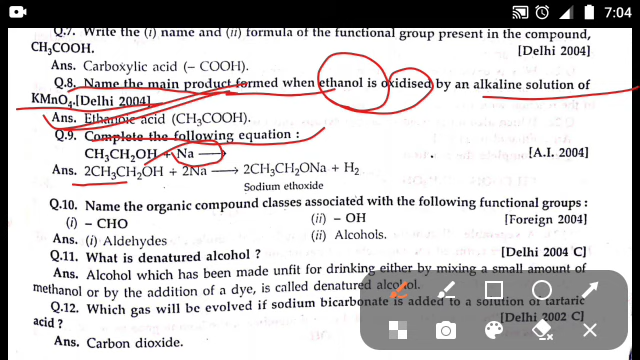 7:04
Q.7. Write the (i) name and (ii) formula of the functional group present in the compound,
CH₃COOH. [Delhi 2004]
Ans. Carboxylic acid (– COOH).
Q.8. Name the main product formed when ethanol is oxidised by an alkaline solution of
KMnO₄. [Delhi 2004]
Ans. Ethanoic acid (CH₃COOH).
Q.9. Complete the following equation :
CH₃CH₂OH + Na ⟶ [A.I. 2004]
Ans. 2CH₃CH₂OH + 2Na ⟶ 2CH₃CH₂ONa + H₂
Sodium ethoxide
Q.10. Name the organic compound classes associated with the following functional groups :
(i) – CHO (ii) – OH [Foreign 2004]
Ans. (i) Aldehydes (ii) Alcohols.
Q.11. What is denatured alcohol ? [Delhi 2004 C]
Ans. Alcohol which has been made unfit for drinking either by mixing a small amount of
methanol or by the addition of a dye, is called denatured alcohol.
Q.12. Which gas will be evolved if sodium bicarbonate is added to a solution of tartaric
acid ? [Delhi 2002 C]
Ans. Carbon dioxide.